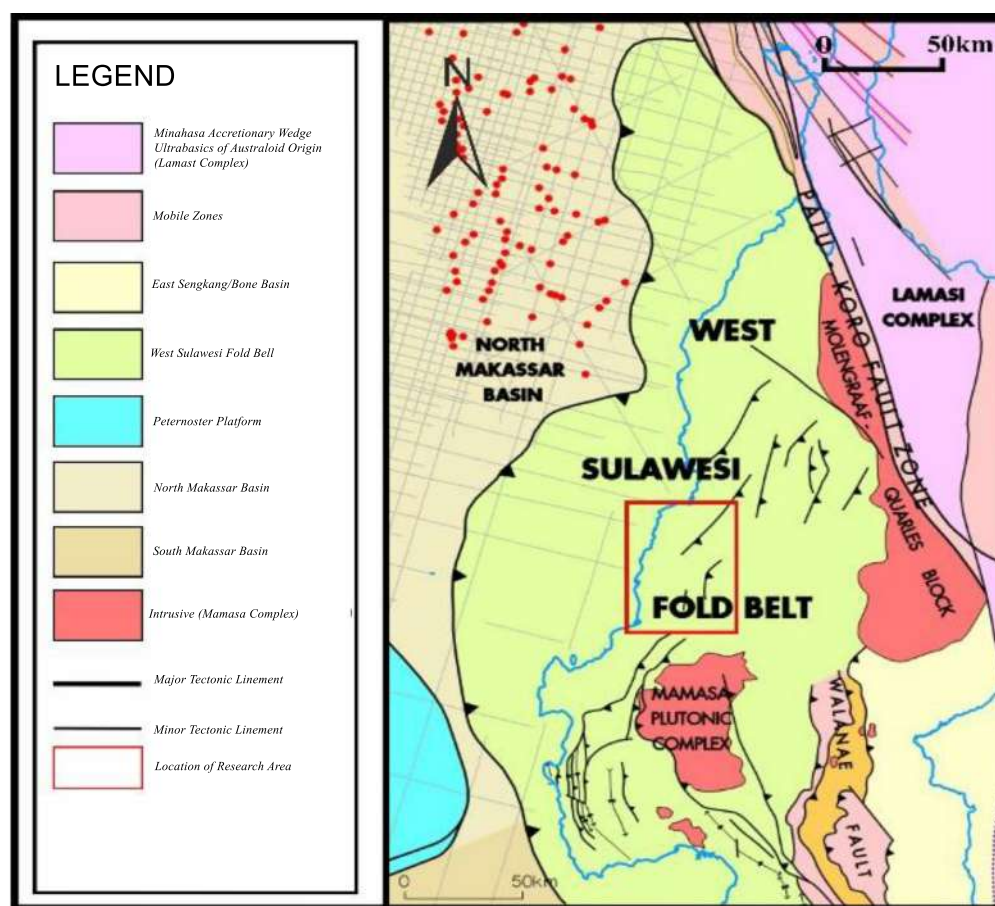 LEGEND
Minahasa Accretionary Wedge
Ultrabasics of Australoid Origin
(Lamast Complex)
Mobile Zones
East Sengkang/Bone Basin
West Sulawesi Fold Bell
Peternoster Platform
North Makassar Basin
South Makassar Basin
Intrusive (Mamasa Complex)
Major Tectonic Linement
Minor Tectonic Linement
Location of Research Area
0 50km
N
PALU KORO FAULT ZONE
LAMASI
COMPLEX
MOLENGRAAF-
WEST
NORTH
MAKASSAR
BASIN
SULAWESI
QUARLES BLOCK
FOLD BELT
MAMASA
PLUTONIC
COMPLEX
WALANAE
FAULT
0 50km